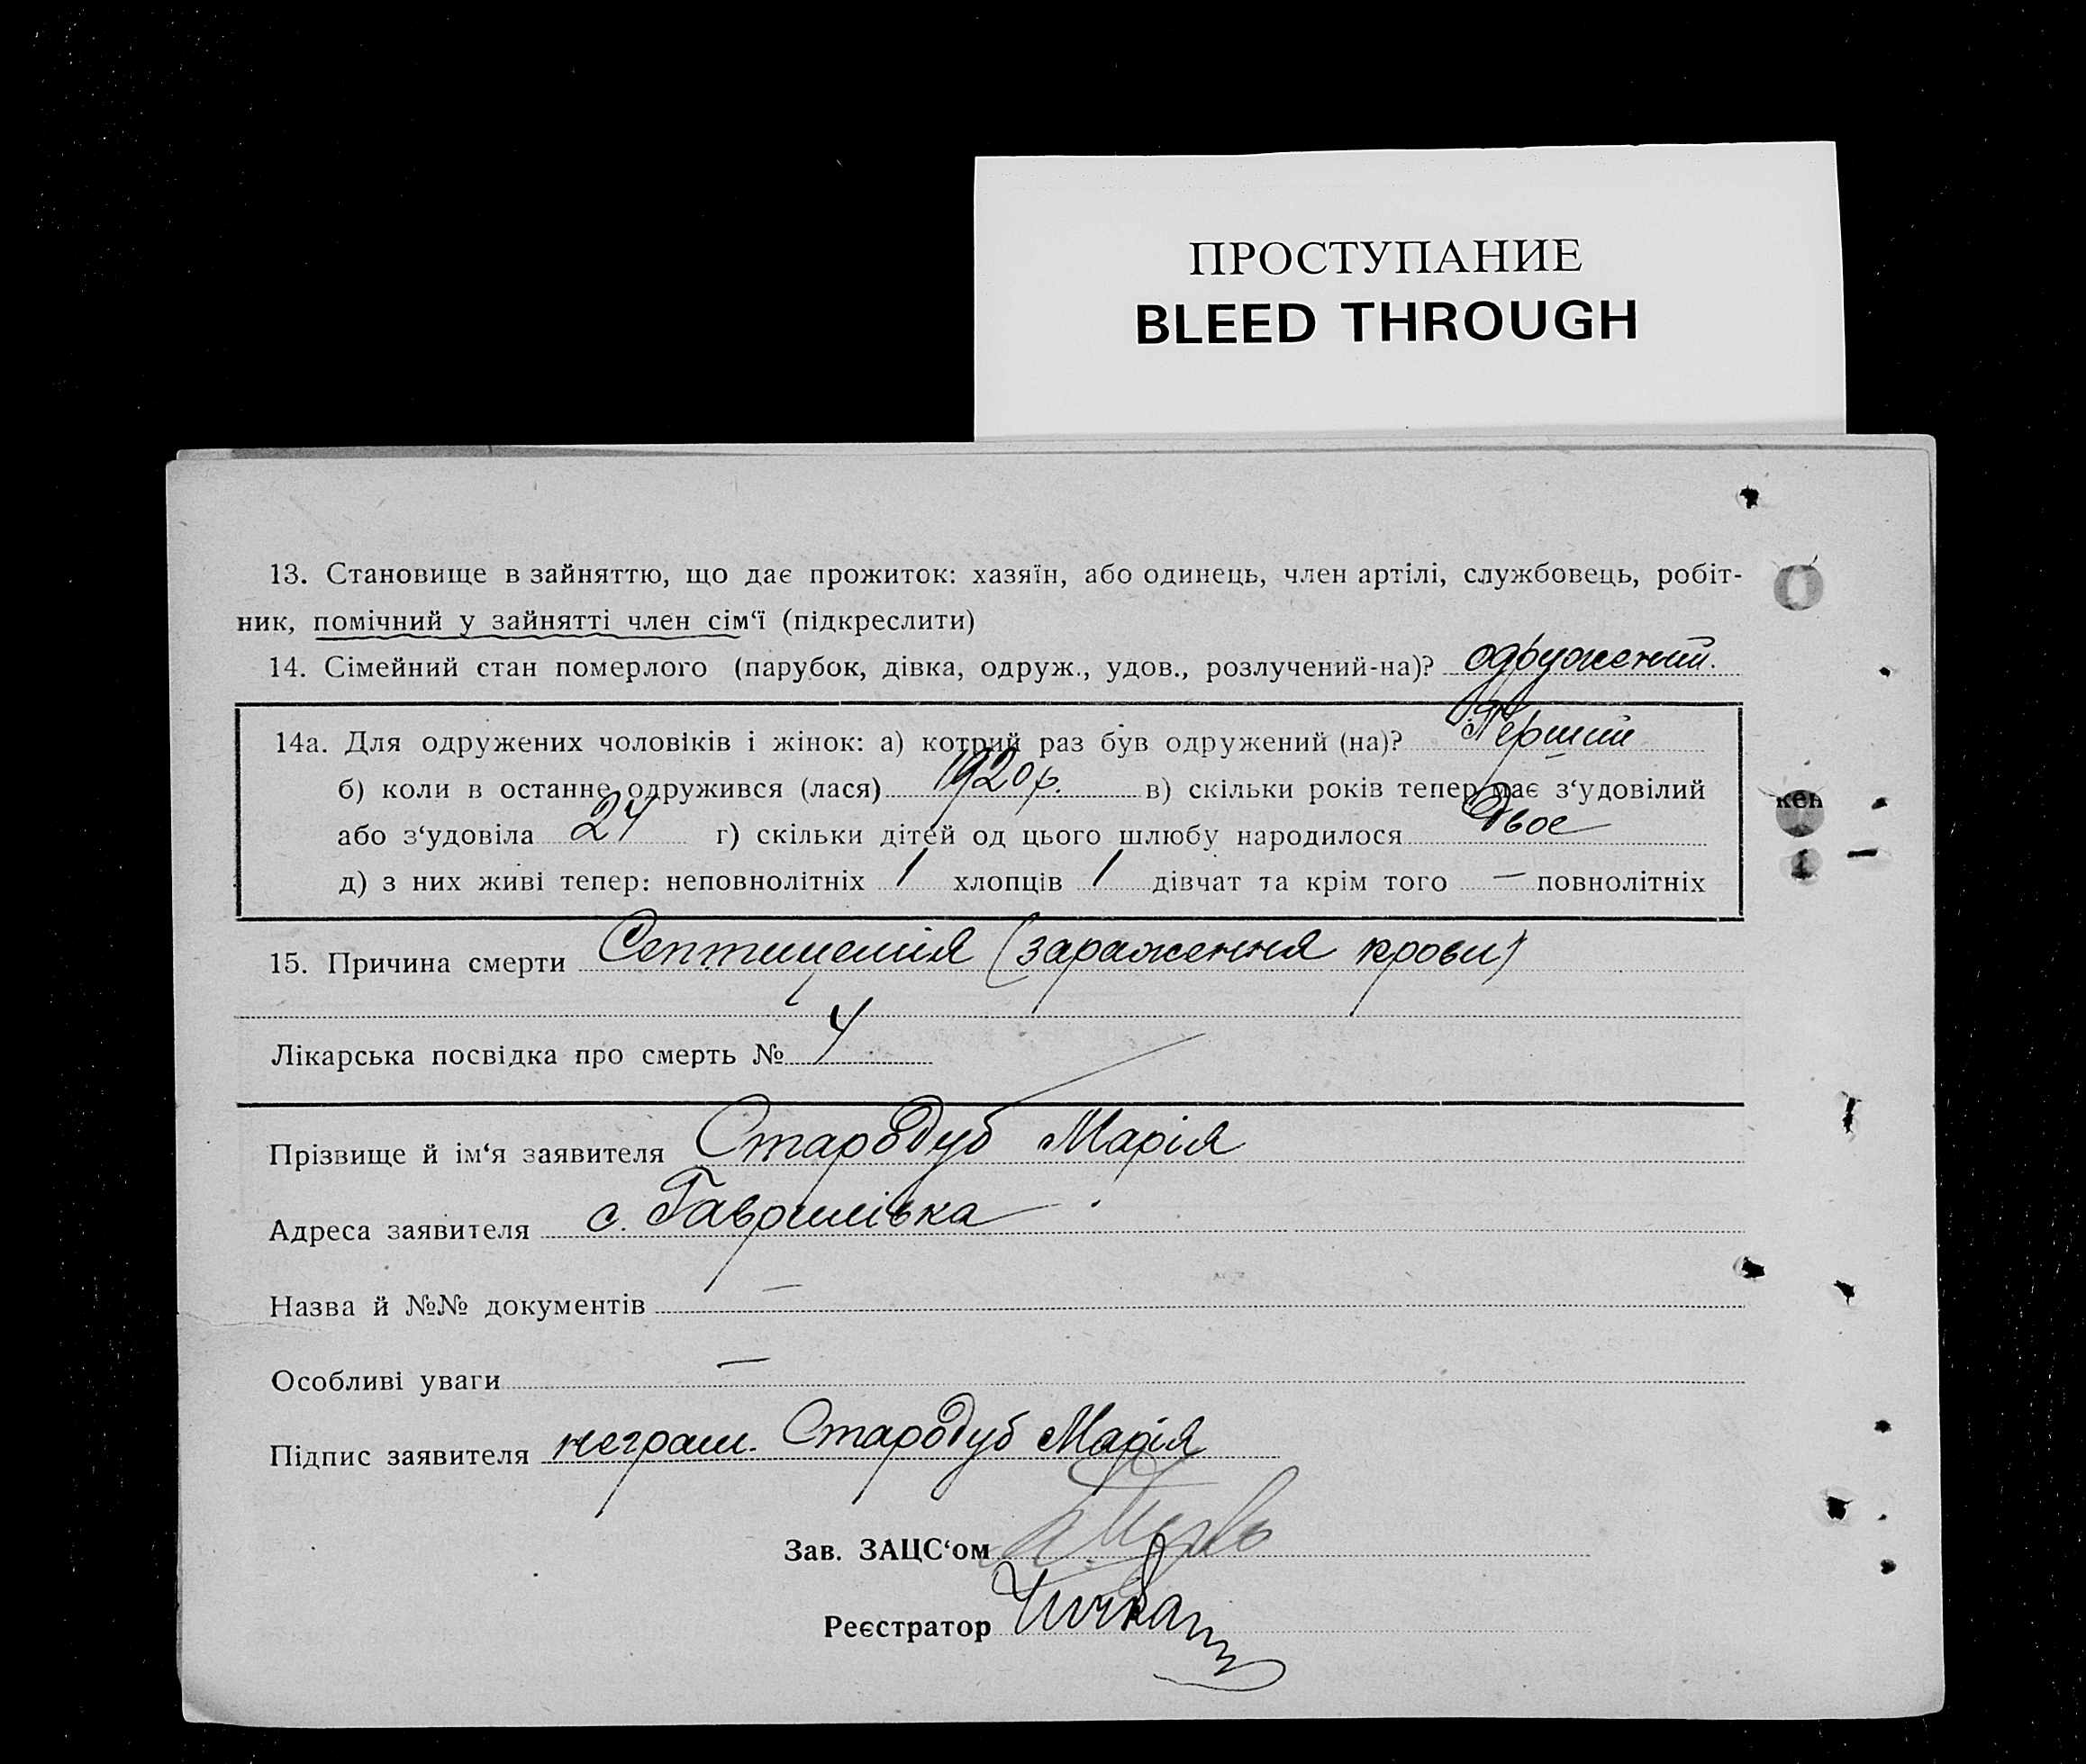 ПРОСТУПАНИЕ
BLEED THROUGH
13. Становище в зайняттю, що дає прожиток: хазяїн, або одинець, член артілі, службовець, робіт-
ник, помічний у зайнятті член сім‘ї (підкреслити)
14. Сімейний стан померлого (парубок, дівка, одруж., удов., розлучений-на)? одружений.
14а. Для одружених чоловіків і жінок: а) котрий раз був одружений (на)? Перший
б) коли в останнє одружився (лася) 1920 р. в) скільки років тепер має з‘удовілий
або з‘удовіла 24 г) скільки дітей од цього шлюбу народилося Двоє
д) з них живі тепер: неповнолітніх 1 хлопців 1 дівчат та крім того — повнолітніх
15. Причина смерти Септицемія (зараження крови)
Лікарська посвідка про смерть № 4
Прізвище й ім‘я заявителя Стародуб Марія
Адреса заявителя с. Гаврилівка
Назва й №№ документів —
Особливі уваги —
Підпис заявителя неграм. Стародуб Марія
Зав. ЗАЦС‘ом
Реєстратор
кен